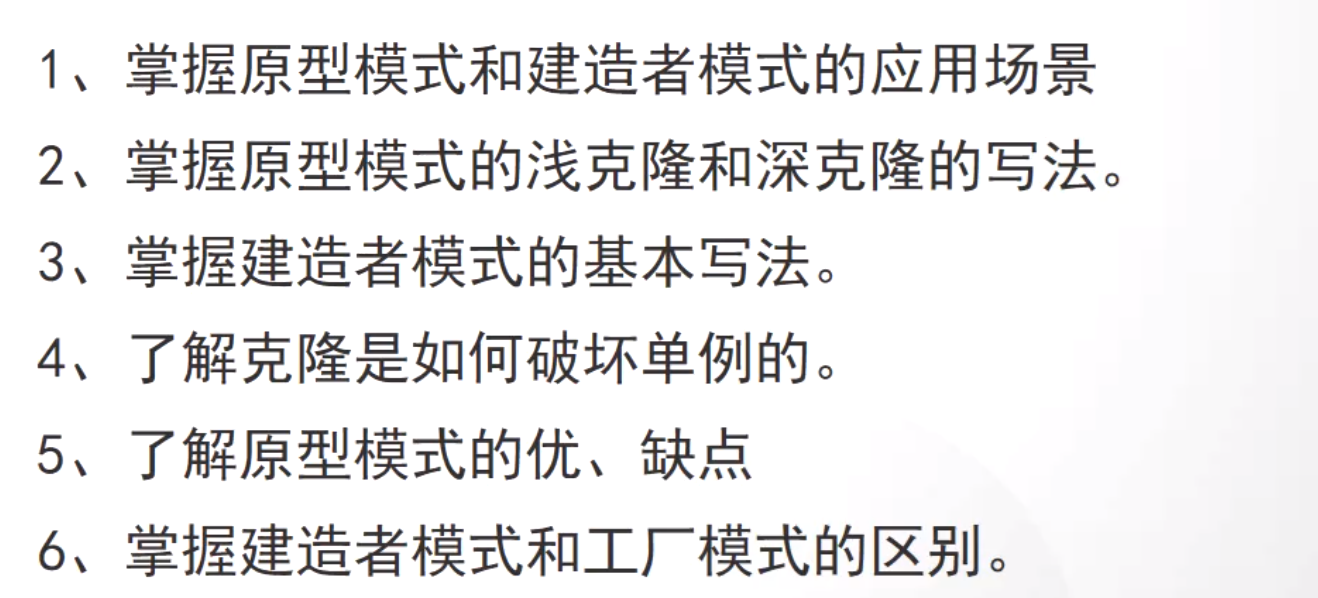 1、掌握原型模式和建造者模式的应用场景
2、掌握原型模式的浅克隆和深克隆的写法。
3、掌握建造者模式的基本写法。
4、了解克隆是如何破坏单例的。
5、了解原型模式的优、缺点
6、掌握建造者模式和工厂模式的区别。